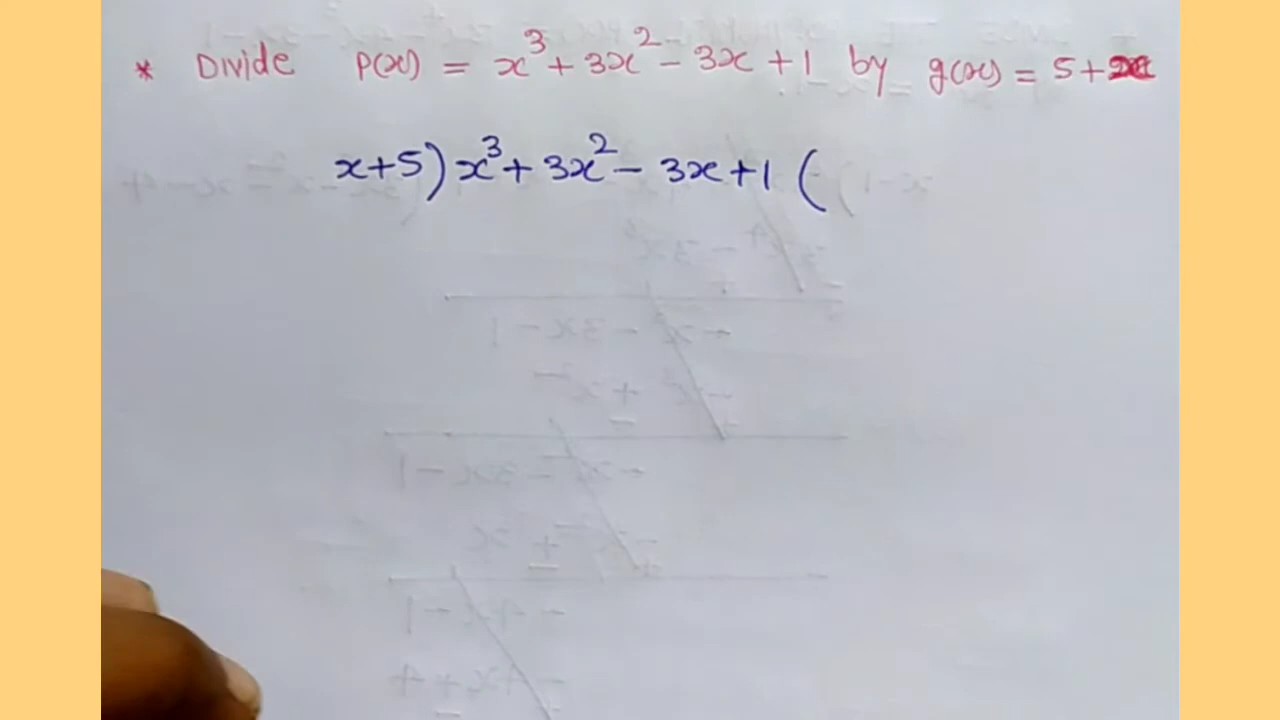 * Divide P(x) = x³ + 3x² - 3x + 1 by g(x) = 5 + x
x+5) x³ + 3x² - 3x + 1 (